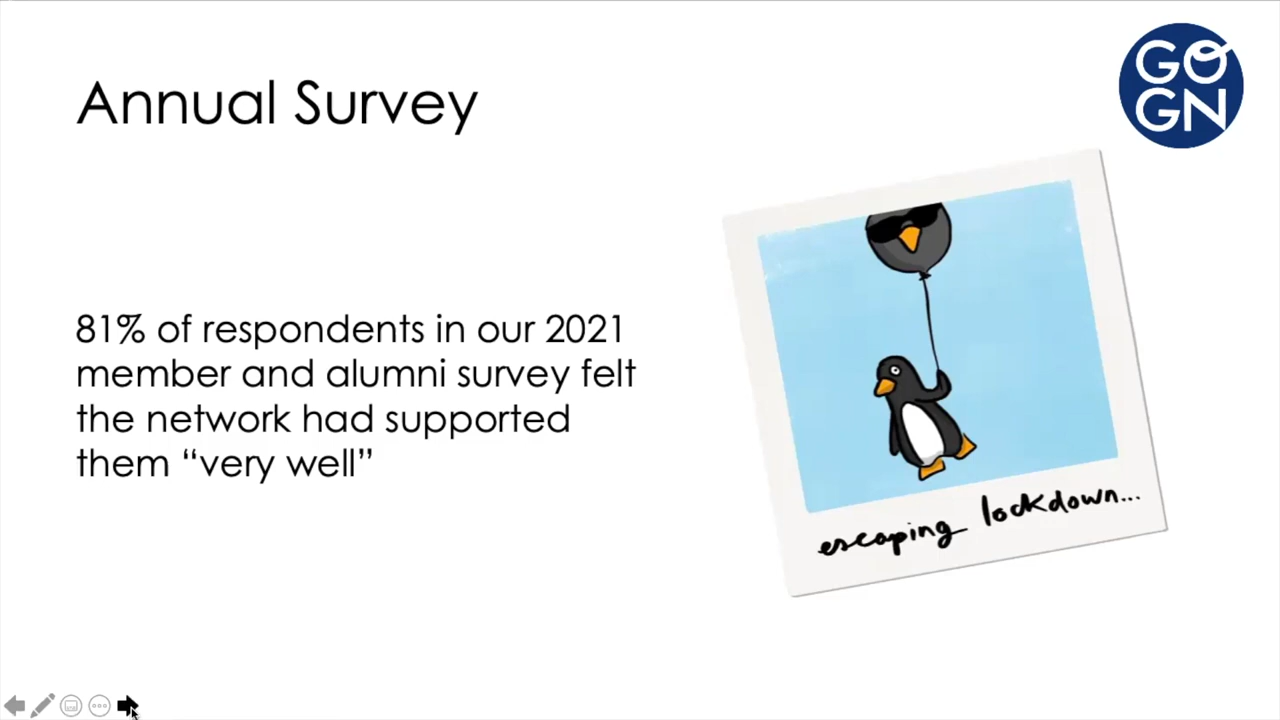 Annual Survey
GO
GN
81% of respondents in our 2021
member and alumni survey felt
the network had supported
them “very well”
escaping lockdown...